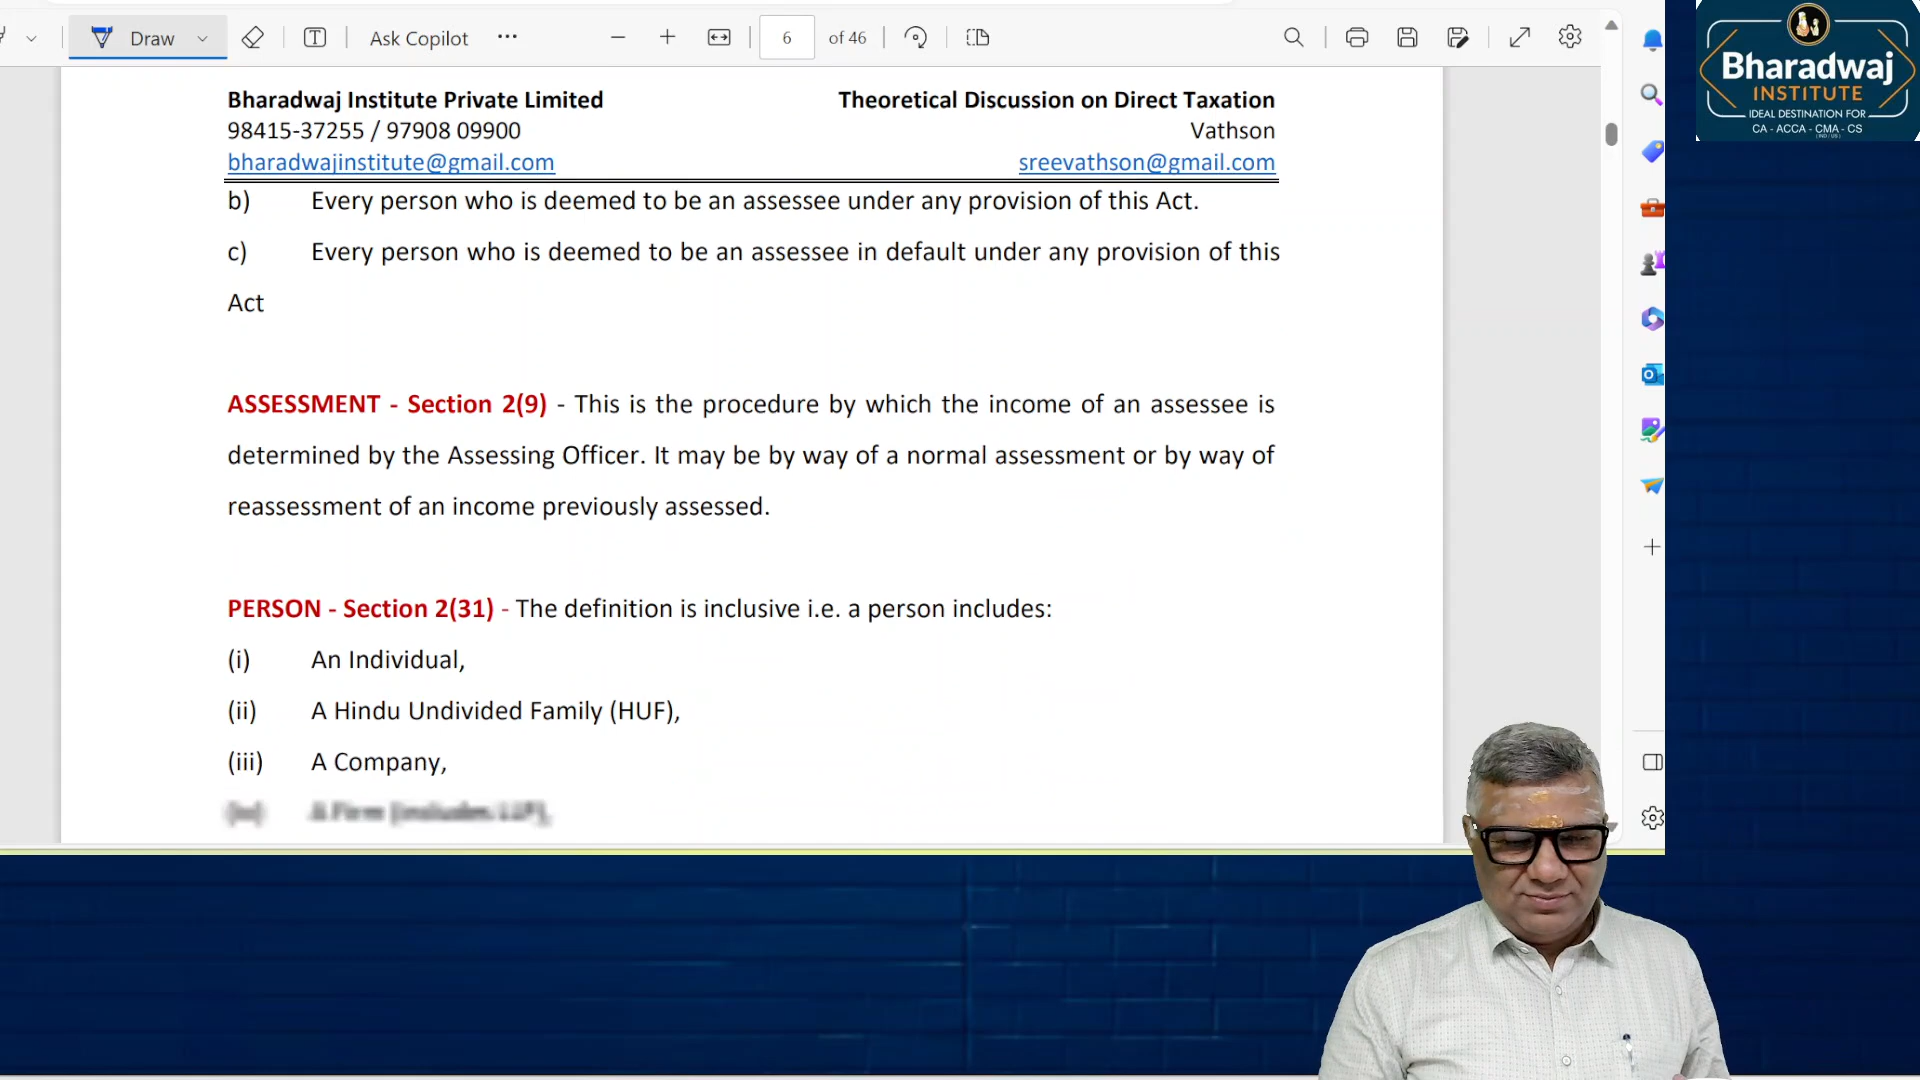 Draw
Ask Copilot
6 of 46
Bharadwaj
INSTITUTE
IDEAL DESTINATION FOR
CA - ACCA - CMA - CS
Bharadwaj Institute Private Limited Theoretical Discussion on Direct Taxation
98415-37255 / 97908 09900 Vathson
bharadwajinstitute@gmail.com sreevathson@gmail.com
b) Every person who is deemed to be an assessee under any provision of this Act.
c) Every person who is deemed to be an assessee in default under any provision of this
Act
ASSESSMENT - Section 2(9) - This is the procedure by which the income of an assessee is
determined by the Assessing Officer. It may be by way of a normal assessment or by way of
reassessment of an income previously assessed.
PERSON - Section 2(31) - The definition is inclusive i.e. a person includes:
(i) An Individual,
(ii) A Hindu Undivided Family (HUF),
(iii) A Company,